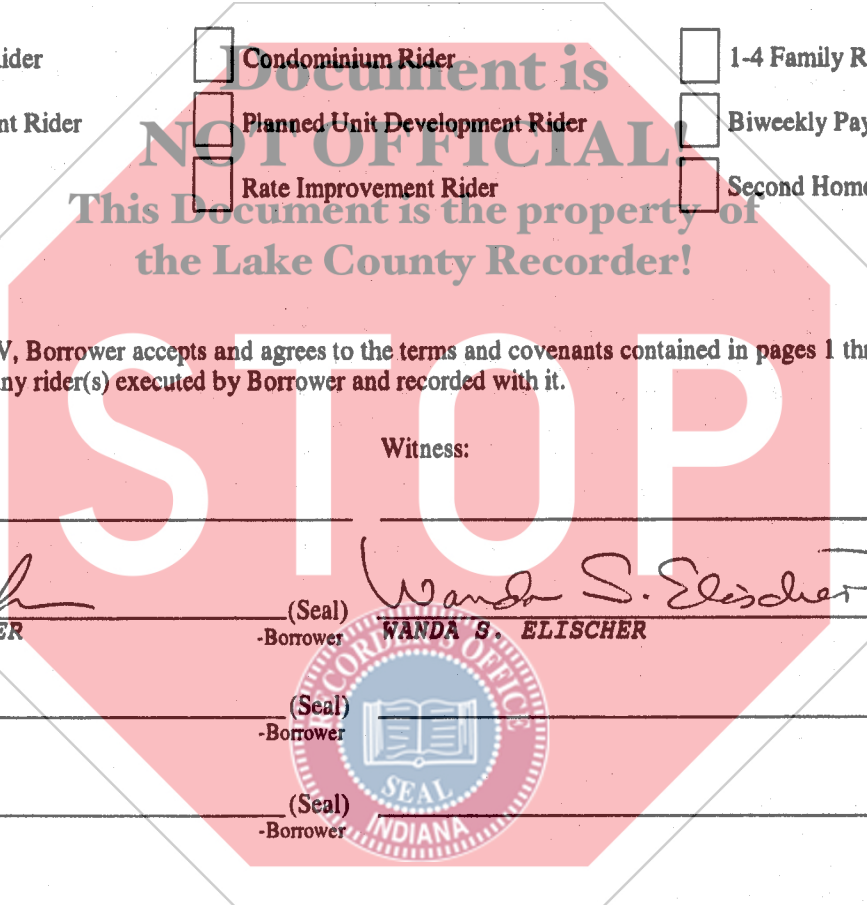 ider Condominium Rider 1-4 Family R
nt Rider Planned Unit Development Rider Biweekly Pay
Rate Improvement Rider Second Home
Document is
NOT OFFICIAL!
This Document is the property of
the Lake County Recorder!
V, Borrower accepts and agrees to the terms and covenants contained in pages 1 thr
ny rider(s) executed by Borrower and recorded with it.
STOP
Witness:
Wanda S. Elischer
(Seal)
ER -Borrower WANDA S. ELISCHER
(Seal)
-Borrower
(Seal)
-Borrower
RECORDER'S OFFICE
SEAL
INDIANA